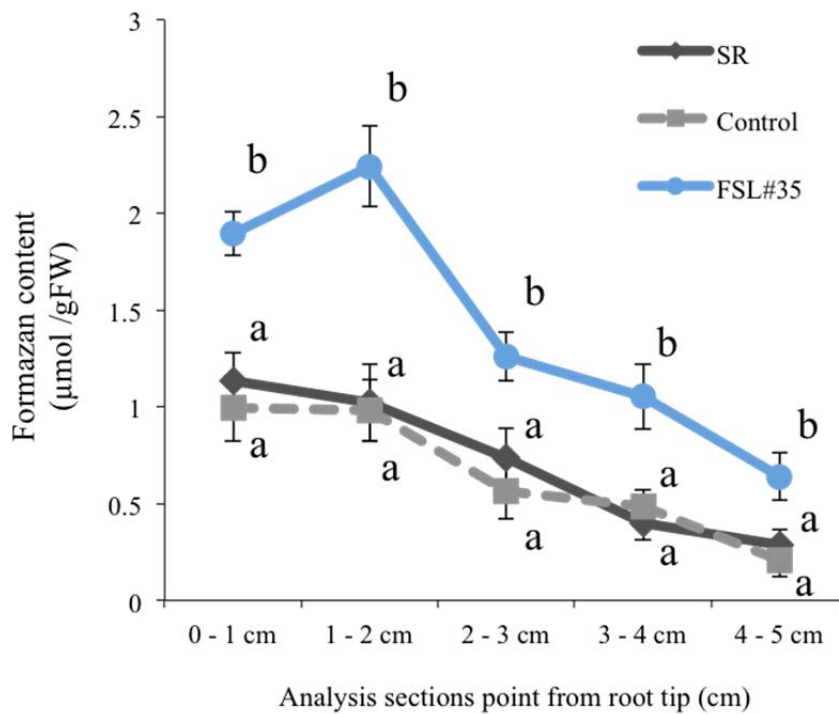 3
2.5
2
1.5
1
0.5
0
Formazan content
(μmol /gFW)
SR
Control
FSL#35
b
b
b
b
b
a
a
a
a
a
a
a
a
a
a
0 - 1 cm
1 - 2 cm
2 - 3 cm
3 - 4 cm
4 - 5 cm
Analysis sections point from root tip (cm)